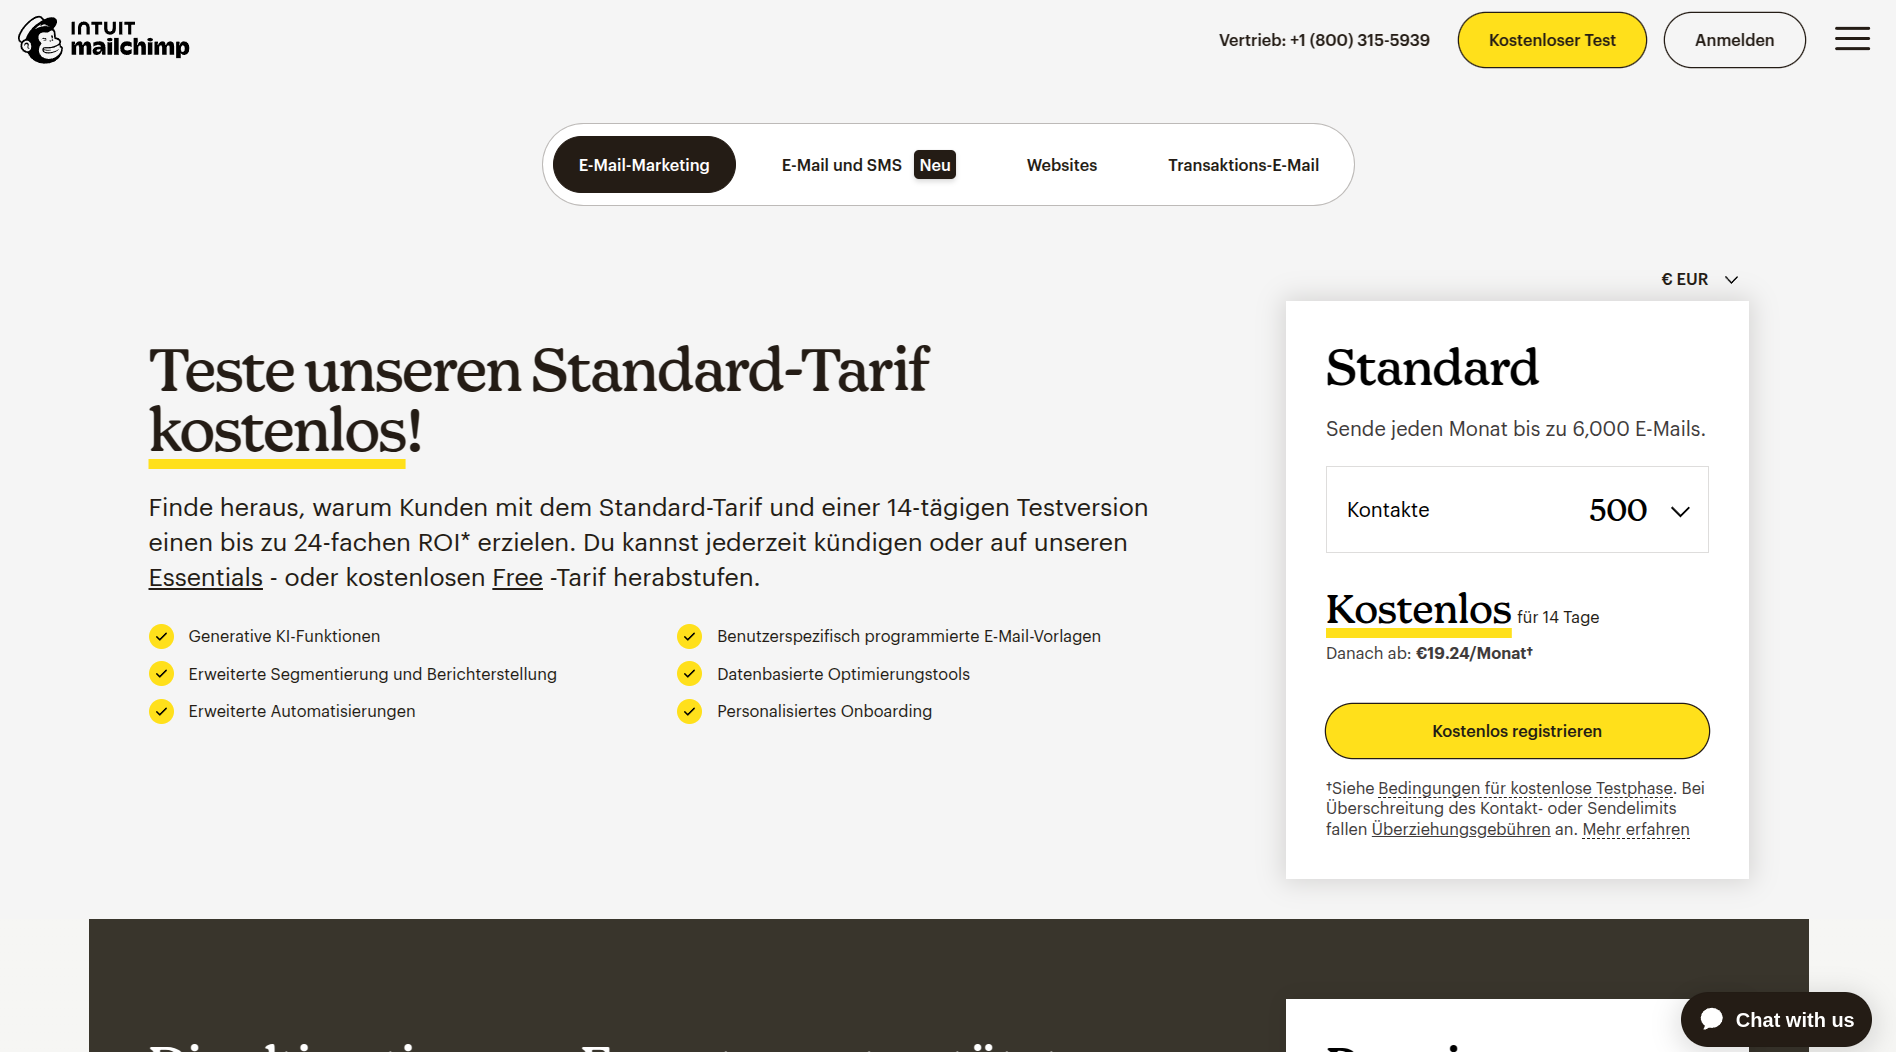 INTUIT
mailchimp
Vertrieb: +1 (800) 315-5939
Kostenloser Test
Anmelden
E-Mail-Marketing
E-Mail und SMS Neu
Websites
Transaktions-E-Mail
€ EUR
Teste unseren Standard-Tarif
kostenlos!
Finde heraus, warum Kunden mit dem Standard-Tarif und einer 14-tägigen Testversion
einen bis zu 24-fachen ROI* erzielen. Du kannst jederzeit kündigen oder auf unseren
Essentials - oder kostenlosen Free -Tarif herabstufen.
Generative KI-Funktionen
Erweiterte Segmentierung und Berichterstellung
Erweiterte Automatisierungen
Benutzerspezifisch programmierte E-Mail-Vorlagen
Datenbasierte Optimierungstools
Personalisiertes Onboarding
Standard
Sende jeden Monat bis zu 6,000 E-Mails.
Kontakte 500
Kostenlos für 14 Tage
Danach ab: €19.24/Monat†
Kostenlos registrieren
†Siehe Bedingungen für kostenlose Testphase. Bei
Überschreitung des Kontakt- oder Sendelimits
fallen Überziehungsgebühren an. Mehr erfahren
Chat with us